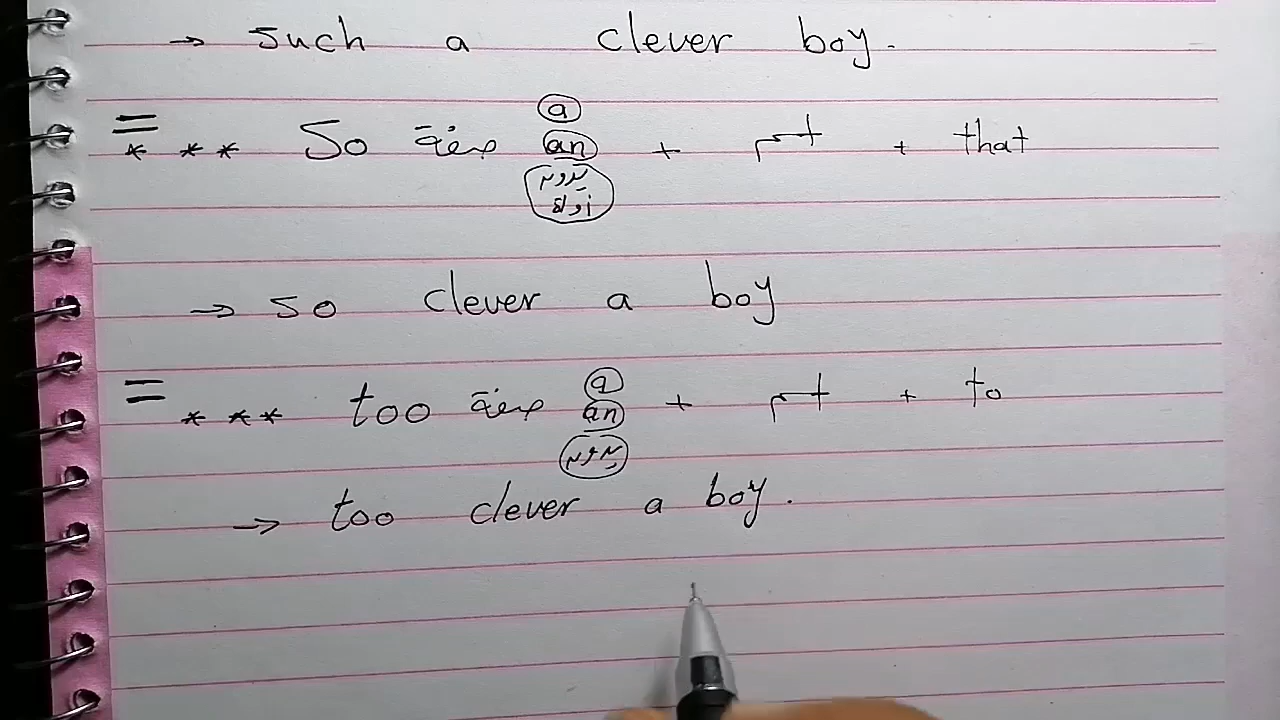 → such a clever boy.
a
= * ** So صفة an + اسم + that
بدون
أداة
→ so clever a boy
a
= *** too صفة an + اسم + to
بدون
→ too clever a boy.